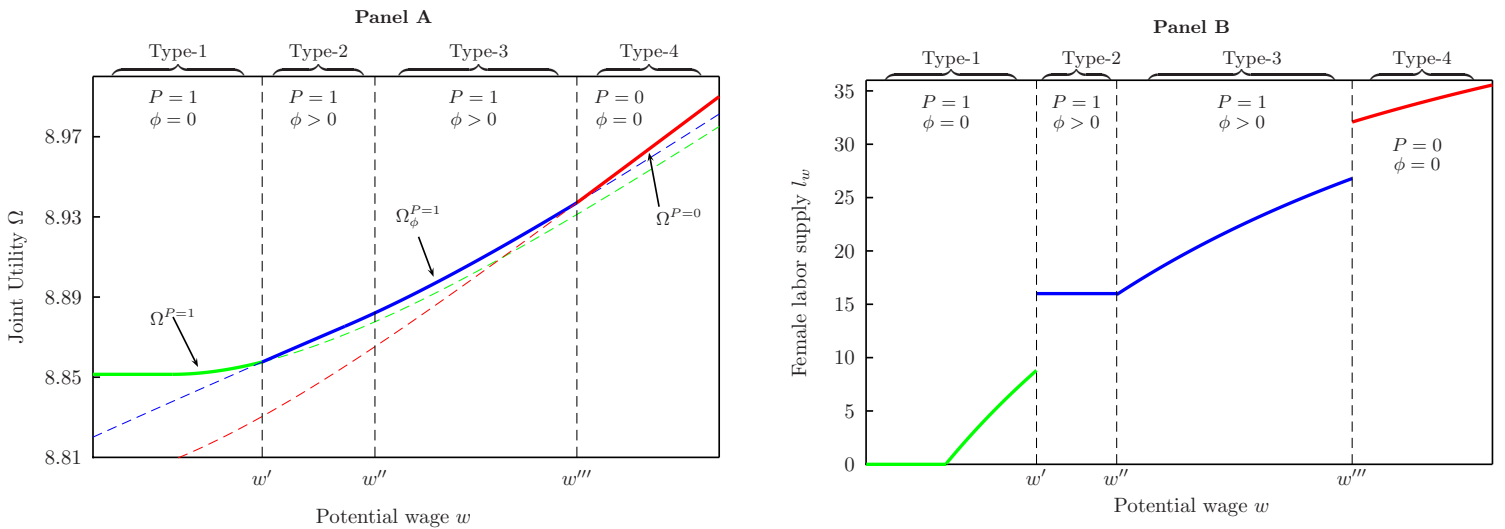 Panel A
Type-1 Type-2 Type-3 Type-4
P = 1 P = 1 P = 1 P = 0
ϕ = 0 ϕ > 0 ϕ > 0 ϕ = 0
8.97
8.93
8.89
8.85
8.81
Joint Utility Ω
Ω^{P=1}
Ω_ϕ^{P=1}
Ω^{P=0}
w′ w′′ w′′′
Potential wage w
Panel B
Type-1 Type-2 Type-3 Type-4
P = 1 P = 1 P = 1
ϕ = 0 ϕ > 0 ϕ > 0
P = 0
ϕ = 0
35
30
25
20
15
10
5
0
Female labor supply l_w
w′ w′′ w′′′
Potential wage w